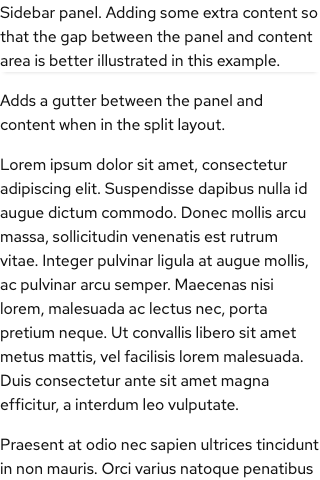 Sidebar panel. Adding some extra content so
that the gap between the panel and content
area is better illustrated in this example.
Adds a gutter between the panel and
content when in the split layout.
Lorem ipsum dolor sit amet, consectetur
adipiscing elit. Suspendisse dapibus nulla id
augue dictum commodo. Donec mollis arcu
massa, sollicitudin venenatis est rutrum
vitae. Integer pulvinar ligula at augue mollis,
ac pulvinar arcu semper. Maecenas nisi
lorem, malesuada ac lectus nec, porta
pretium neque. Ut convallis libero sit amet
metus mattis, vel facilisis lorem malesuada.
Duis consectetur ante sit amet magna
efficitur, a interdum leo vulputate.
Praesent at odio nec sapien ultrices tincidunt
in non mauris. Orci varius natoque penatibus